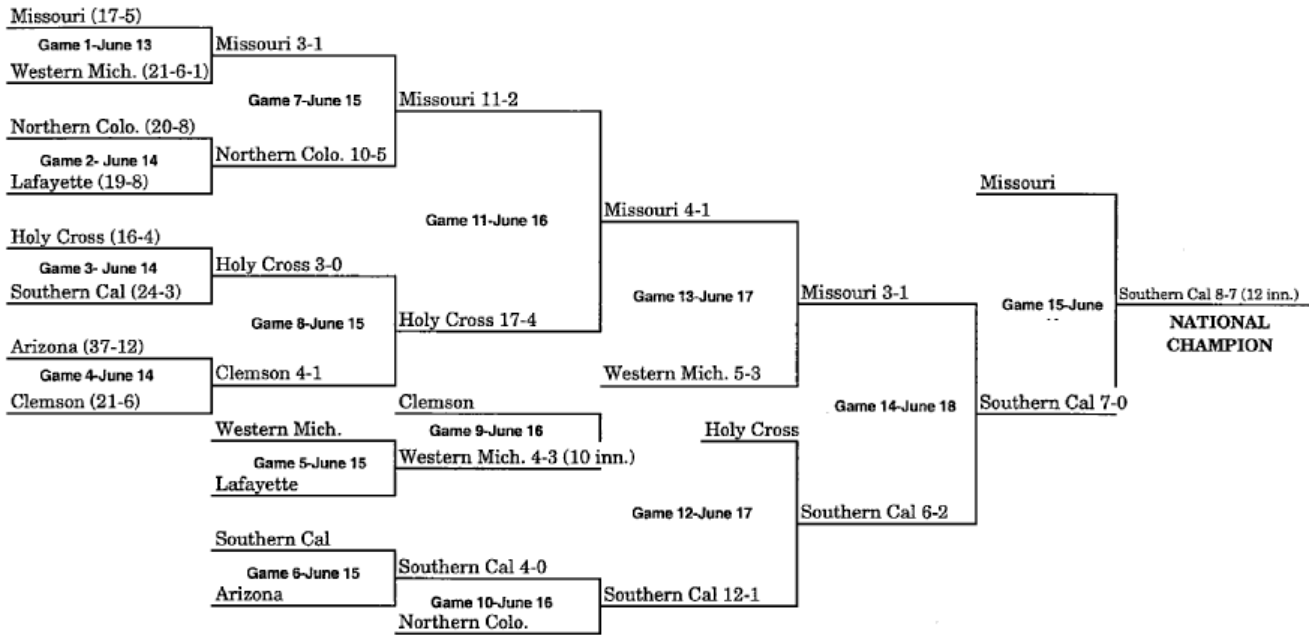 Missouri (17-5)
Game 1-June 13
Western Mich. (21-6-1)
Missouri 3-1
Game 7-June 15
Northern Colo. (20-8)
Game 2- June 14
Lafayette (19-8)
Northern Colo. 10-5
Missouri 11-2
Game 11-June 16
Holy Cross (16-4)
Game 3- June 14
Southern Cal (24-3)
Holy Cross 3-0
Game 8-June 15
Arizona (37-12)
Game 4-June 14
Clemson (21-6)
Clemson 4-1
Holy Cross 17-4
Missouri 4-1
Game 13-June 17
Western Mich. 5-3
Clemson
Game 9-June 16
Western Mich.
Game 5-June 15
Lafayette
Western Mich. 4-3 (10 inn.)
Southern Cal
Game 6-June 15
Arizona
Southern Cal 4-0
Game 10-June 16
Northern Colo.
Southern Cal 12-1
Holy Cross
Game 12-June 17
Southern Cal 6-2
Missouri 3-1
Game 14-June 18
Southern Cal 7-0
Missouri
Game 15-June
Southern Cal 8-7 (12 inn.)
NATIONAL
CHAMPION